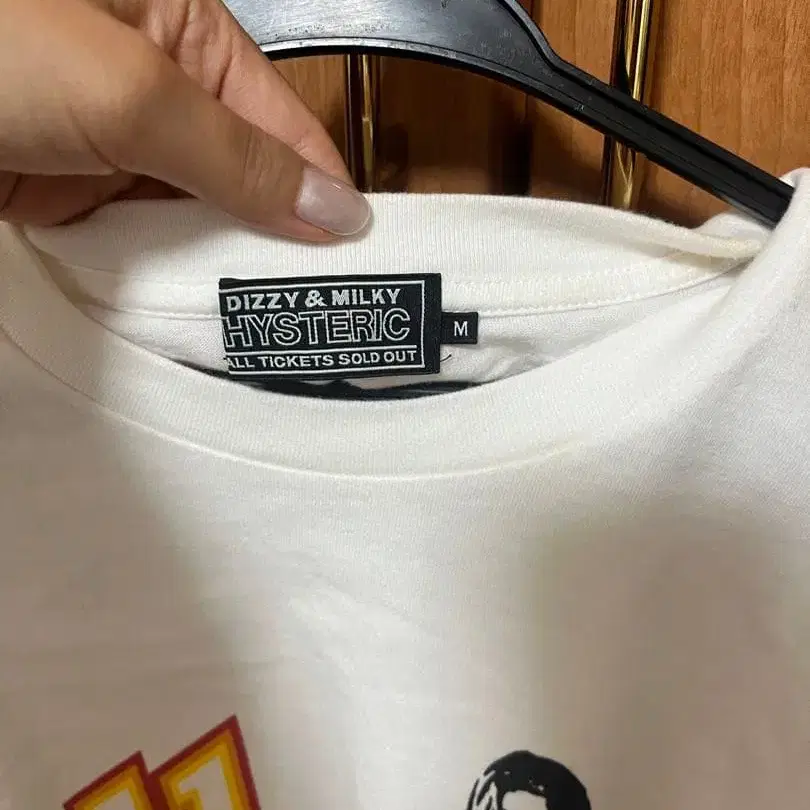 DIZZY & MILKY
HYSTERIC
ALL TICKETS SOLD OUT
M